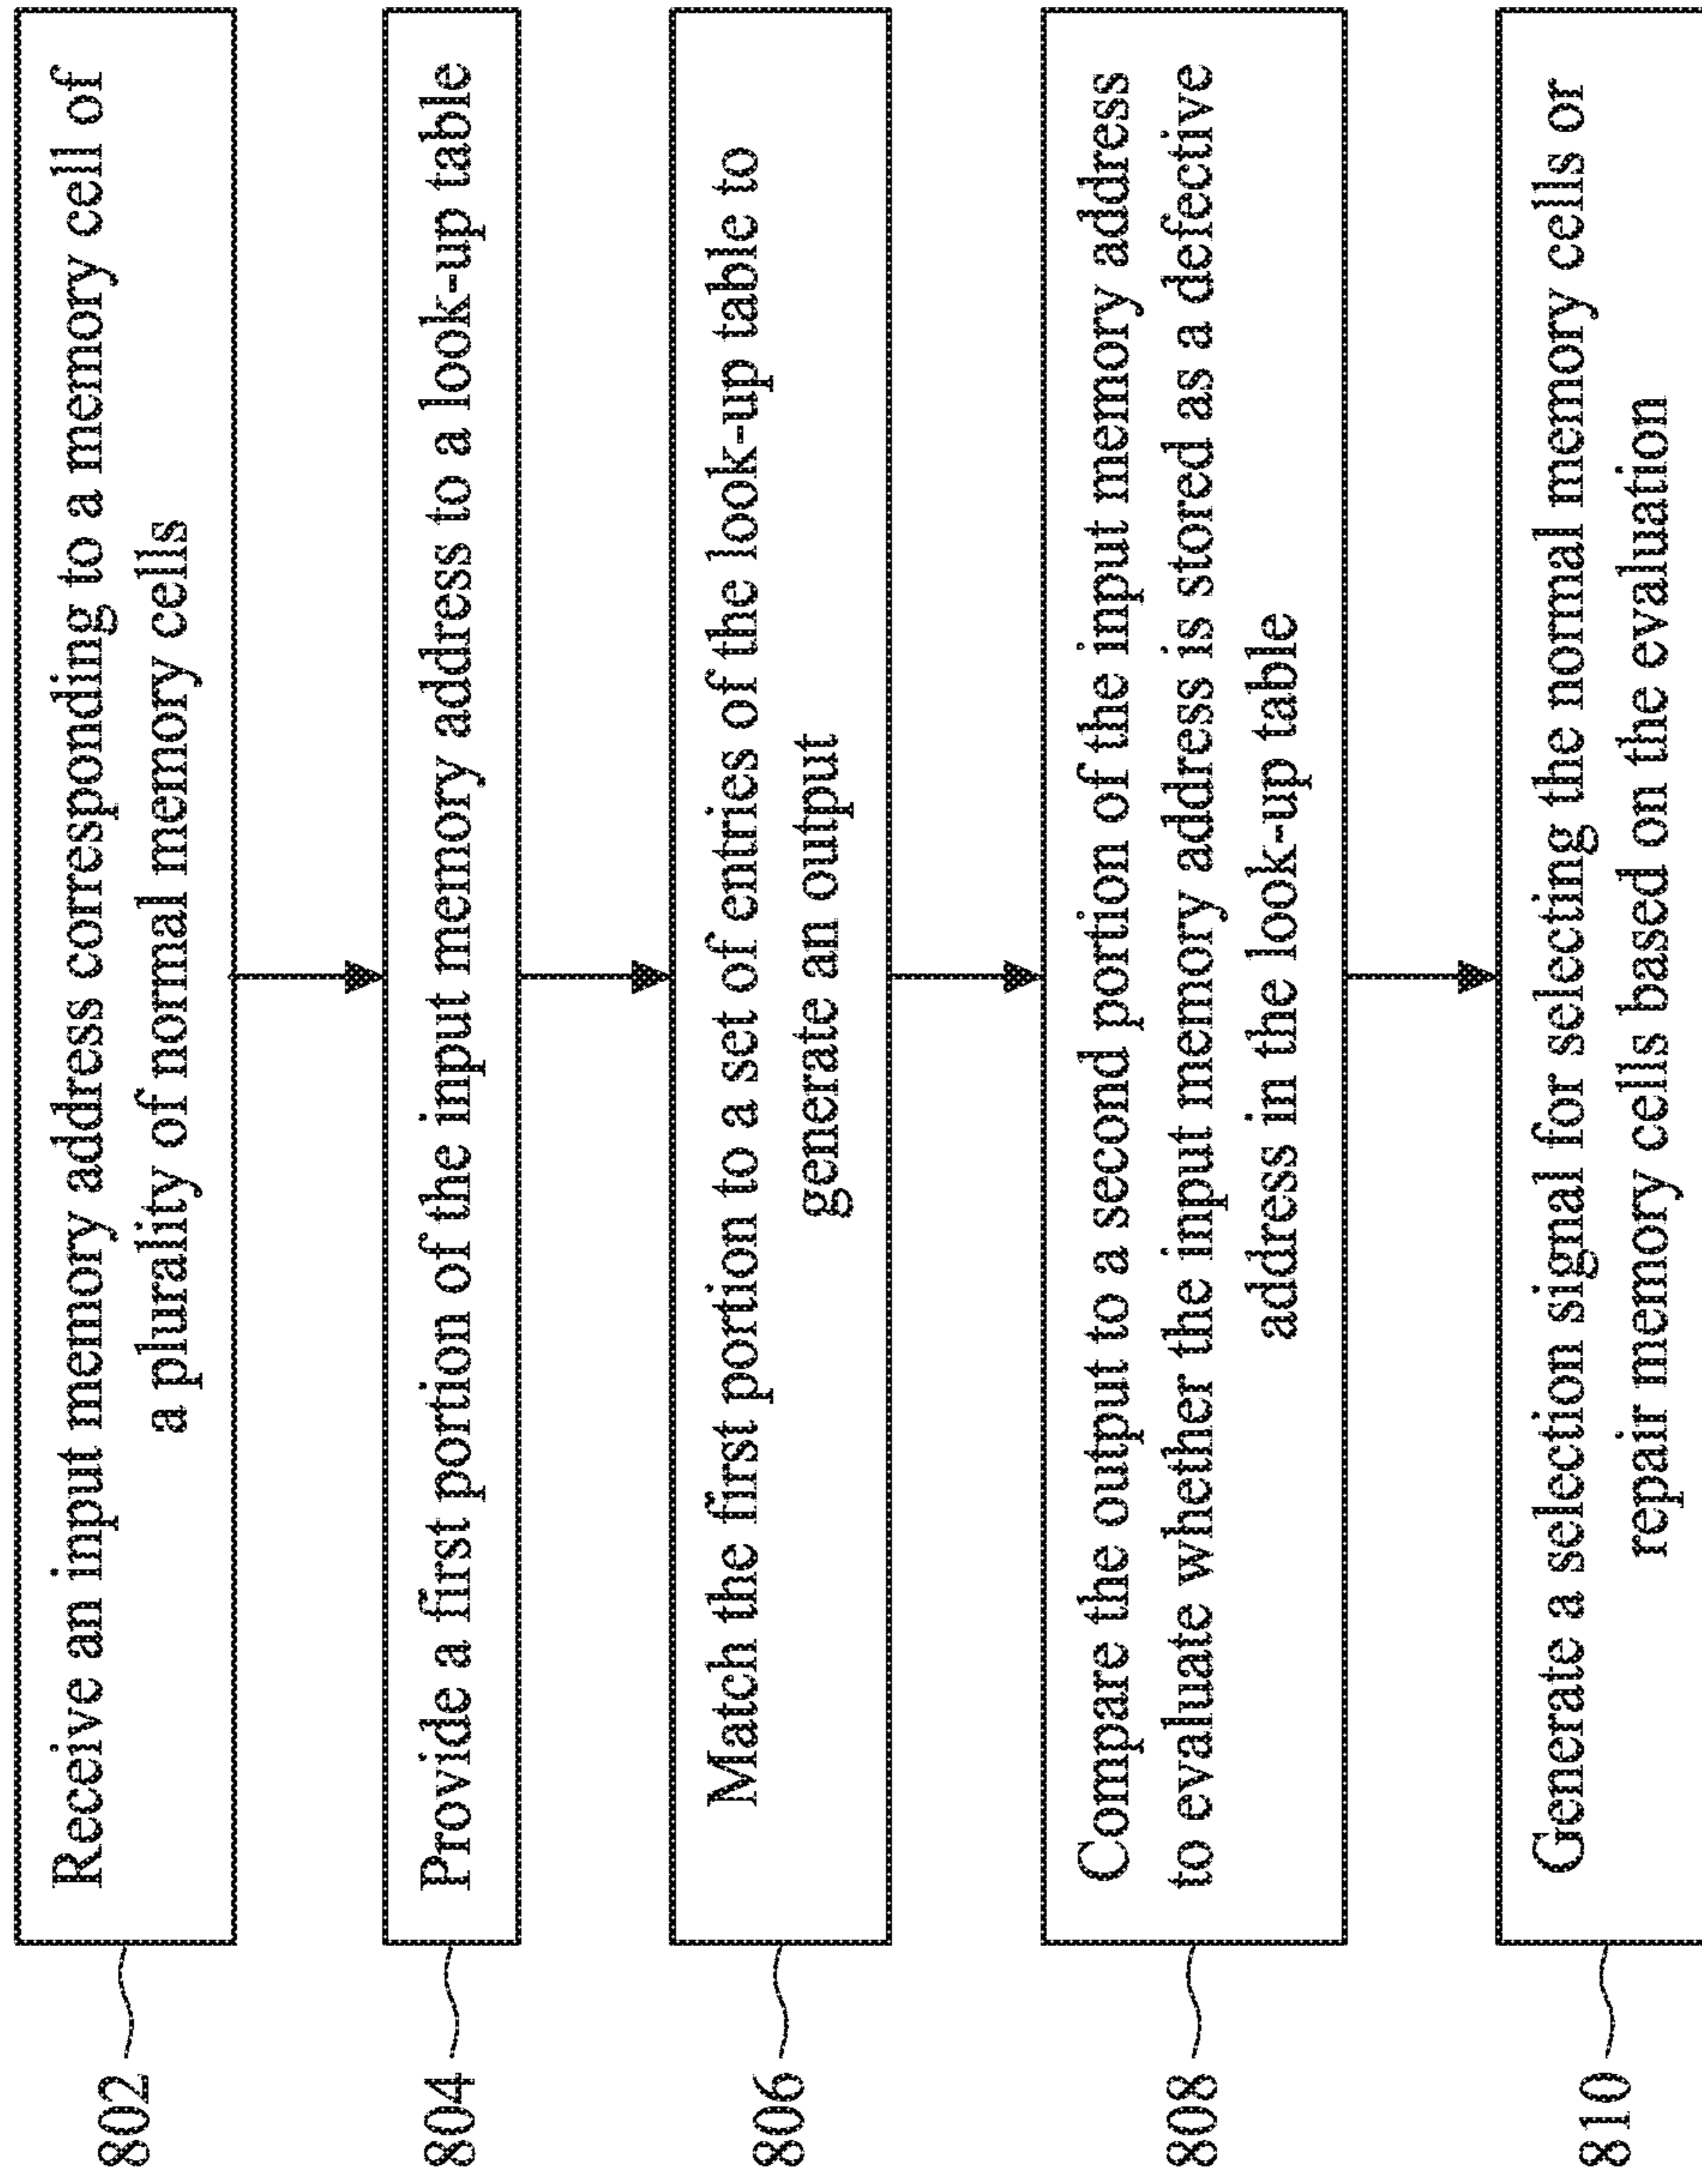 802
Receive an input memory address corresponding to a memory cell of
a plurality of normal memory cells
804
Provide a first portion of the input memory address to a look-up table
806
Match the first portion to a set of entries of the look-up table to
generate an output
808
Compare the output to a second portion of the input memory address
to evaluate whether the input memory address is stored as a defective
address in the look-up table
810
Generate a selection signal for selecting the normal memory cells or
repair memory cells based on the evaluation